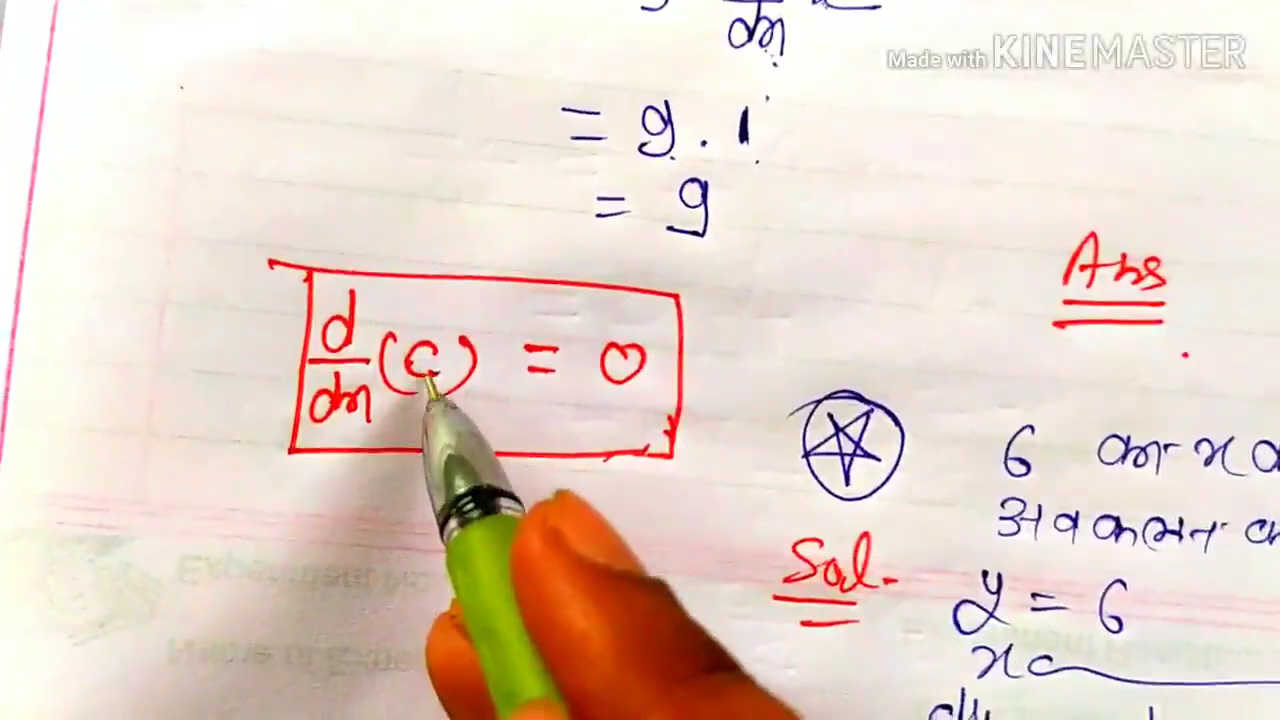 dx
Made with KINEMASTER
= 9 . 1
= 9
Ans
d/dx (c) = 0
6 का x
अवकलन
Sol.
y = 6
x